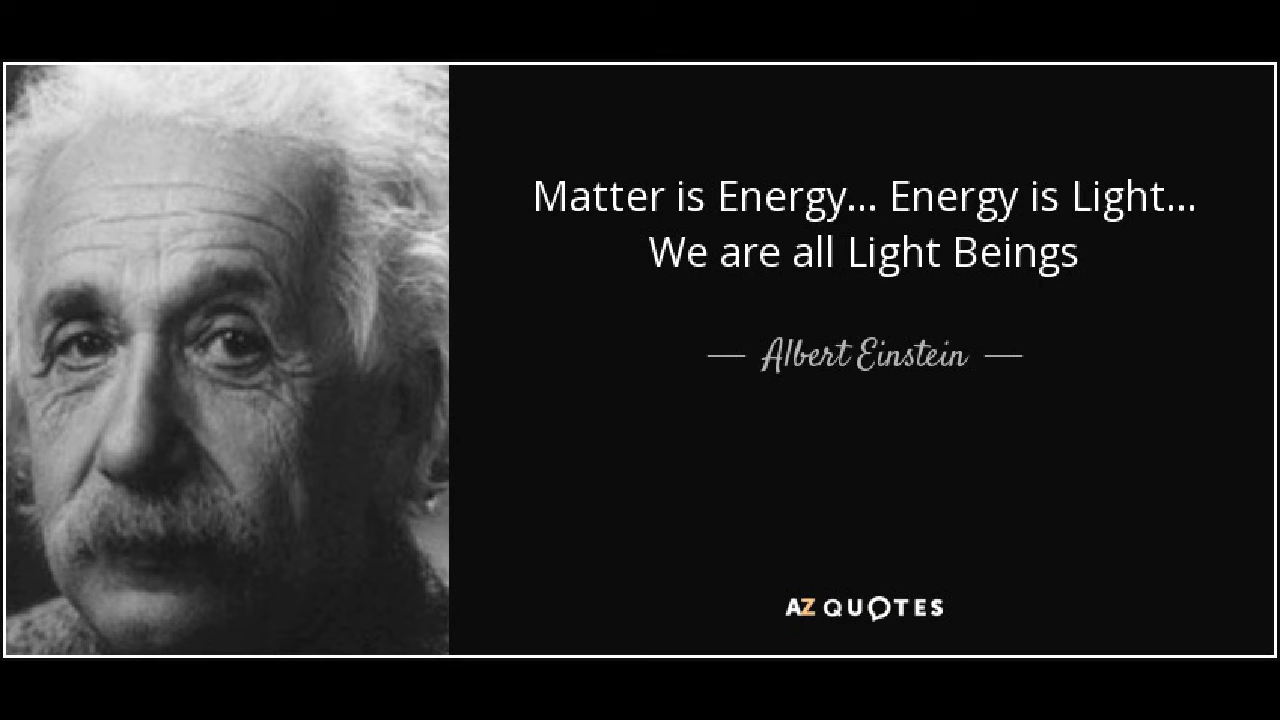 Matter is Energy... Energy is Light...
We are all Light Beings
— Albert Einstein —
AZ QUOTES